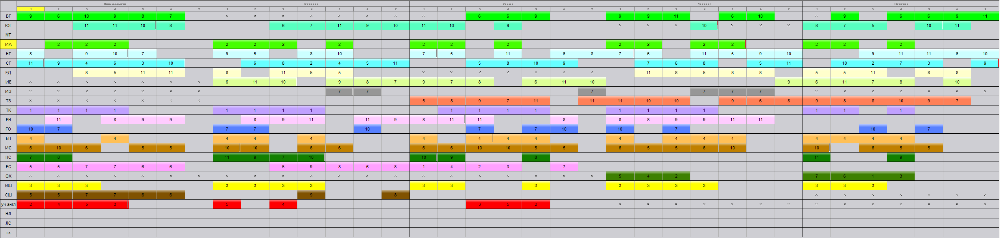 Понедельник Вторник Среда Четверг Пятница
1 2 3 4 5 6 7 1 2 3 4 5 6 7 1 2 3 4 5 6 7 1 2 3 4 5 6 7 1 2 3 4 5 6 7
ВГ 9 6 10 9 8 7 × × × × × × × × 6 6 9 9 9 11 6 10 × 9 6 6 9 11
ЮГ 11 11 10 8 6 7 11 9 10 11 10 9 × × × 10 × × × 8 7 5 10 11
МТ
ИА 2 2 2 2 2 2 2 2 2 2 2 2 2 2 2 2 2
НГ 8 9 10 7 9 5 8 10 7 5 11 6 8 7 6 11 5 9 10 9 11 11 6 10
СГ 11 9 4 6 3 10 6 8 2 4 5 11 5 8 10 9 7 6 8 5 11 10 2 7 3 9
ЕД 8 5 11 11 8 11 5 5 × × × × × × × 11 8 5 8 8 5 5 11 8 8
ИЕ × × × × × × × 6 11 10 9 8 7 9 7 8 6 11 10 9 6 11 7 8 10
ИЗ × × × × × × × 7 7 7 7 7 7 × × × × × × ×
ТЗ × × × × × × × 5 8 9 7 11 11 11 10 10 9 6 8 9 8 8 10 9 7
ТК 1 1 1 1 1 1 1 1 1 1 1 1 1 1 1 1 1 1 1
ЕН 11 8 9 9 8 9 11 11 9 8 11 11 8 8 8 9 9 11 11
ГО 10 7 7 7 10 7 7 10 10 7 10 7
ЕП 4 4 4 4 4 4 4 4 4 4 4 4 4 4 4 4 4
ИС 6 10 6 5 5 10 10 6 6 6 6 10 10 5 5 6 5 5 6 10 10 6 5 5
НС 7 8 11 9 7 10 10 9 8 11 9
ЕС 5 5 7 7 6 6 5 9 8 6 8 1 4 2 3 7
ОХ × × × × × × × × × × × × × × × × × × × × × 5 4 2 7 6 1 3
ВШ 3 3 3 3 3 3 3 3 3 3 3 3 3 3 3 3 3
СШ 5 5 7 7 6 6 9 8 × × × × × × ×
уч англ 2 4 5 3 5 4 3 5 2 × × × × × × × × × × × × × ×
НЛ
ЛС
тх